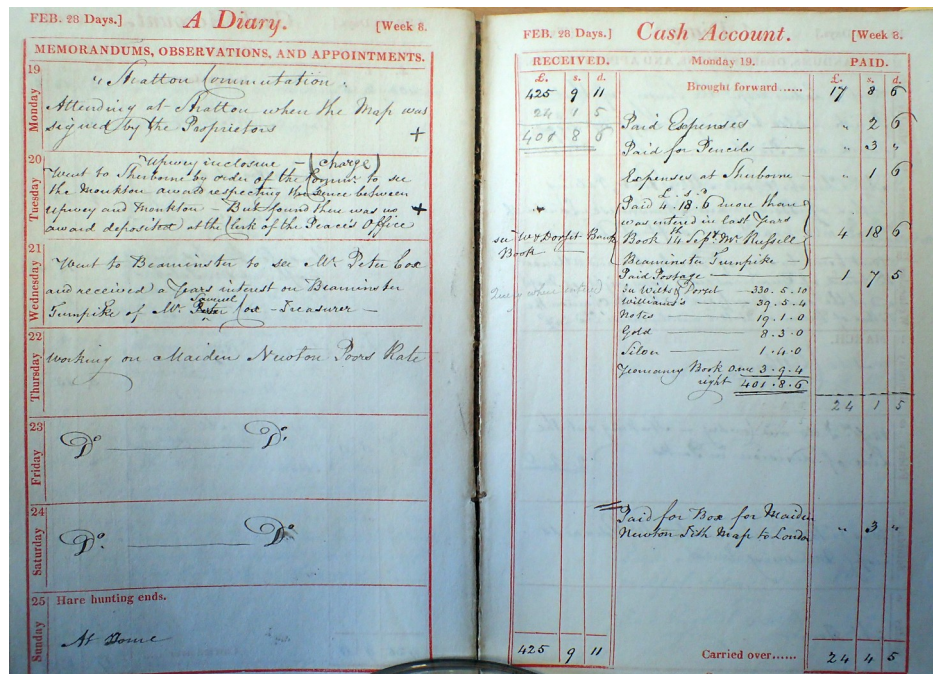 FEB. 28 Days.] A Diary. [Week 8.
MEMORANDUMS, OBSERVATIONS, AND APPOINTMENTS.
19 Monday
"Stratton Commutation"
Attending at Stratton when the Map was
signed by the Proprietors +
20 Tuesday
Upwey inclosure – (charge)
Went to Sherborne by order of the to see
the Monkton award respecting the fence between
Upwey and Monkton – But found there was no +
award deposited at the Clerk of the Peace's Office
21 Wednesday
Went to Beaminster to see Mr Peter Cox
and received a Years interest on Beaminster
Samuel
Turnpike of Mr Peter Cox – Treasurer –
22 Thursday
Working on Maiden Newton Poors Rate
23 Friday
Do. Do.
24 Saturday
Do. Do.
25 Sunday
Hare hunting ends.
At Home
FEB. 28 Days.] Cash Account. [Week 8.
RECEIVED. Monday 19. PAID.
£. s. d. £. s. d.
425 9 11 Brought forward...... 17 8 6
24 1 5
401 8 6
Paid Expenses – " 2 6
Paid for Pencils " 3 "
Expenses at Sherborne – " 1 6
£ s. d
Paid 4.18.6 more than
was entered in last Years
see W & Dorset Bank Book 14th Sept. Mr Russell 4 18 6
Book
Beaminster Turnpike –
Paid Postage 1 7 5
In Wilts & Dorset 330.5.10
Williams's 39.5.4
Notes 19.1.0
Gold 8.3.0
Silver 1.4.0
Yeomanry Book owe 3.9.4
right 401.8.6
24 1 5
Paid for Box for Maiden
Newton Tith Map to London " 3 "
425 9 11 Carried over...... 24 4 5